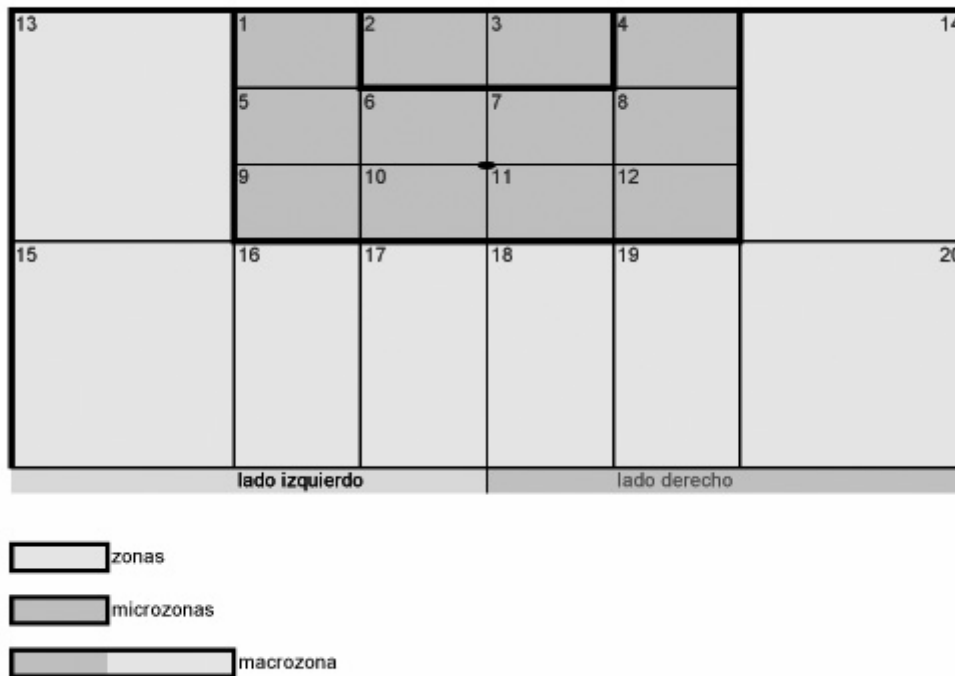 13 1 2 3 4 14
5 6 7 8
9 10 11 12
15 16 17 18 19 20
lado izquierdo lado derecho
zonas
microzonas
macrozona